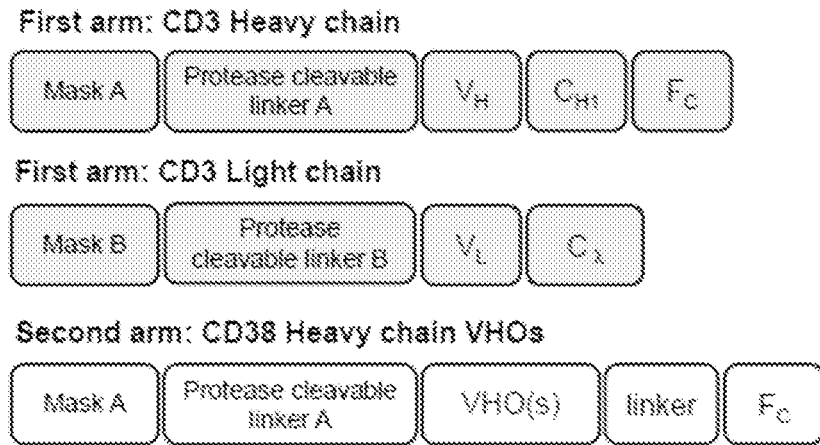 First arm: CD3 Heavy chain
Mask A
Protease cleavable
linker A
VH
CH1
FC
First arm: CD3 Light chain
Mask B
Protease
cleavable linker B
VL
Cλ
Second arm: CD38 Heavy chain VHOs
Mask A
Protease cleavable
linker A
VHO(s)
linker
FC